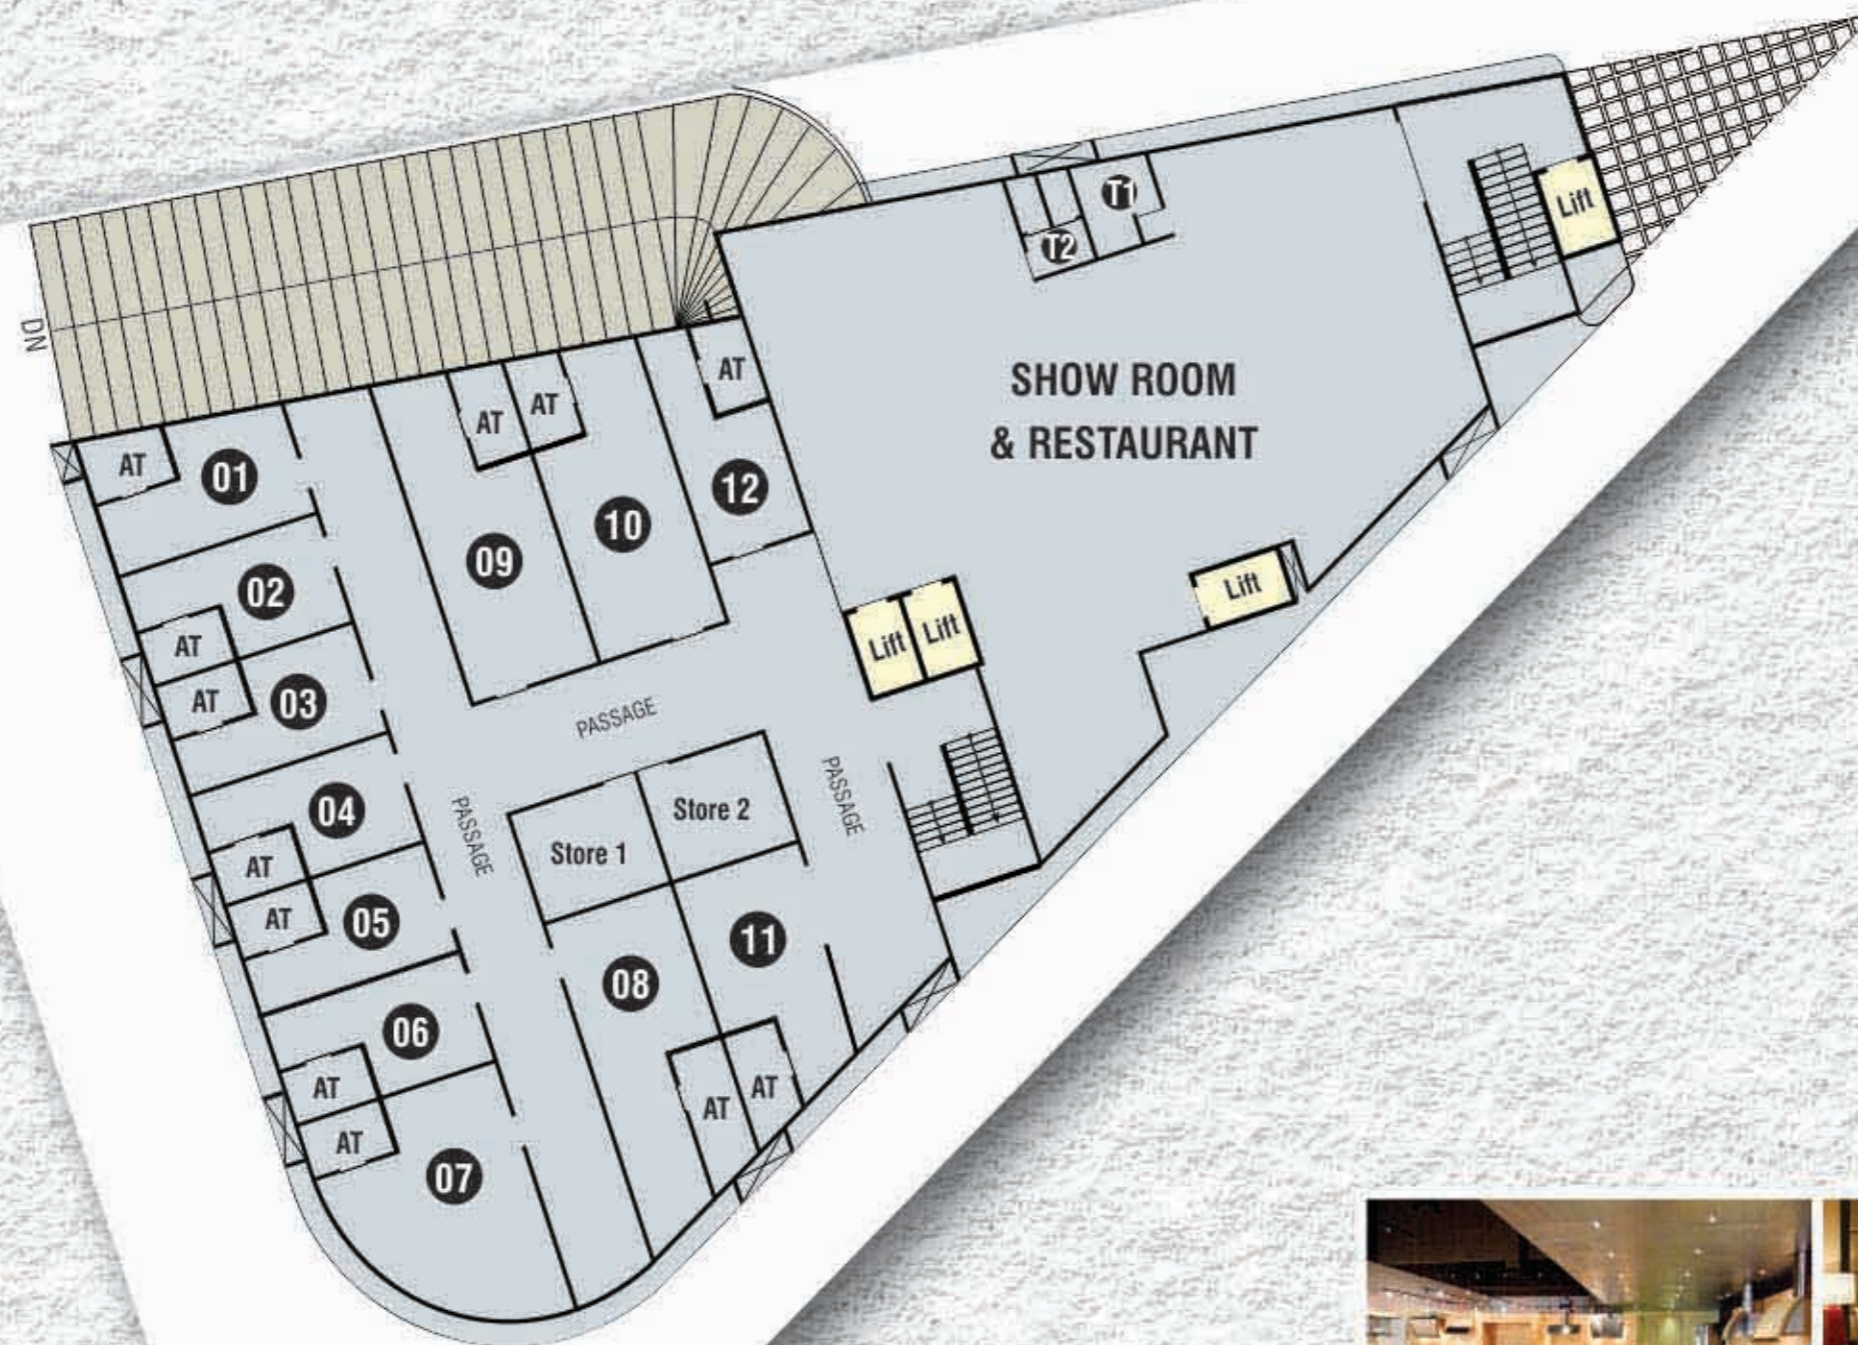 DN
AT
01
AT
AT
AT
12
09
10
02
AT
AT
03
04
AT
AT
05
06
AT
AT
07
PASSAGE
PASSAGE
PASSAGE
Store 1
Store 2
08
11
AT
AT
T1
T2
SHOW ROOM
& RESTAURANT
Lift
Lift
Lift
Lift